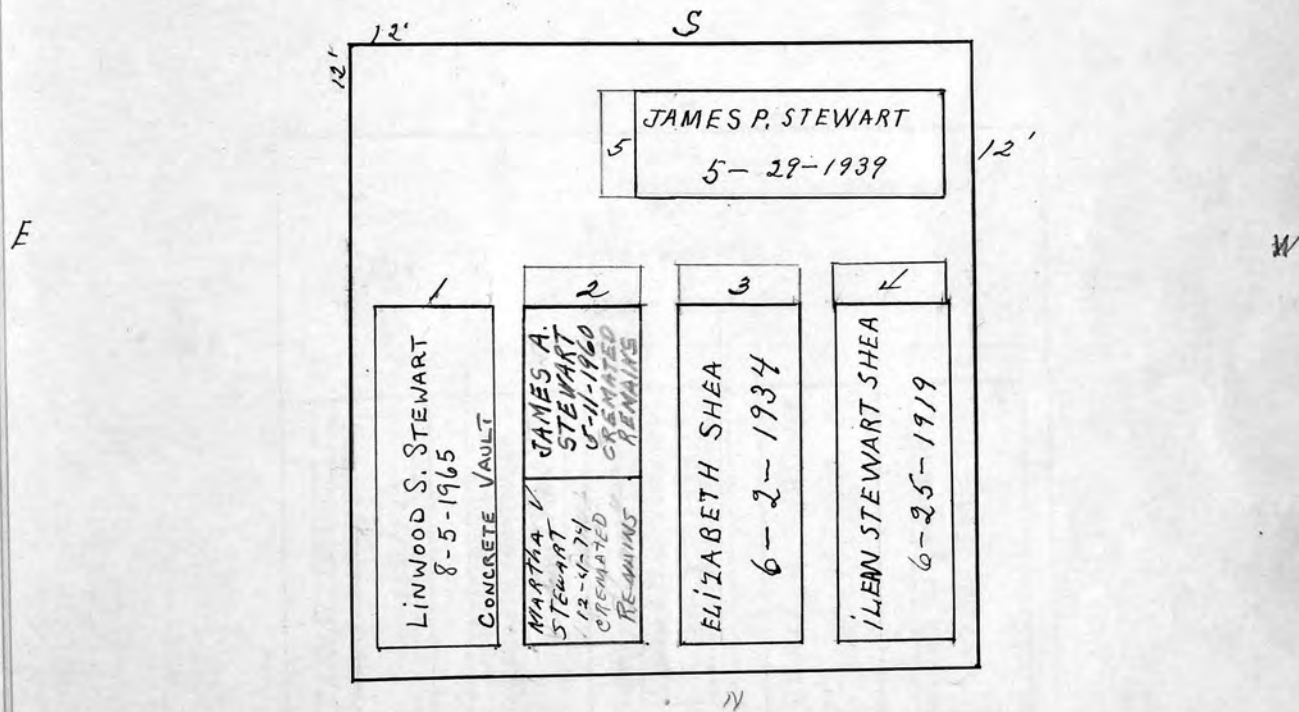 S
12'
12'
JAMES P. STEWART
5
5-29-1939
12'
E
W
1
2
3
4
LINWOOD S. STEWART
8-5-1965
CONCRETE VAULT
JAMES A.
STEWART
5-11-1960
CREMATED
REMAINS
MARTHA V
STEWART
12-4-74
CREMATED
REMAINS
ELIZABETH SHEA
6-2-1934
ILEAN STEWART SHEA
6-25-1919
N